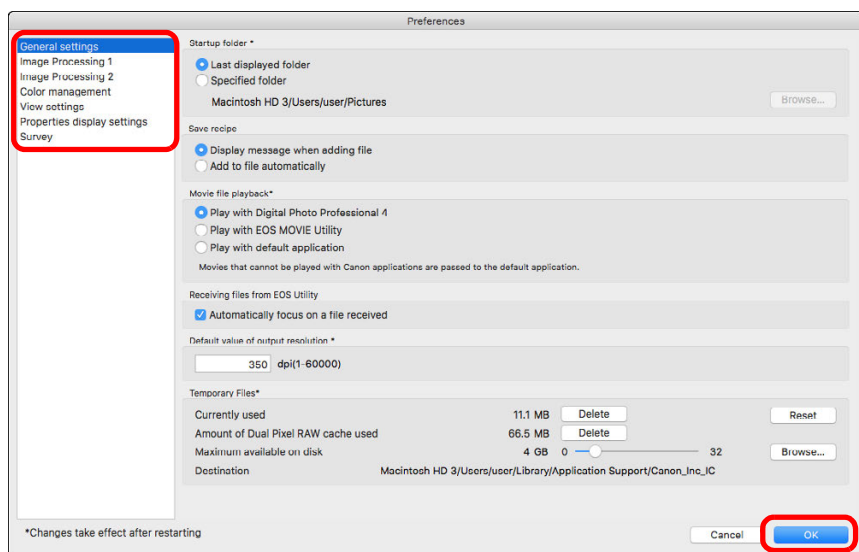 Preferences
General settings
Image Processing 1
Image Processing 2
Color management
View settings
Properties display settings
Survey
Startup folder *
Last displayed folder
Specified folder
Macintosh HD 3/Users/user/Pictures
Browse...
Save recipe
Display message when adding file
Add to file automatically
Movie file playback*
Play with Digital Photo Professional 4
Play with EOS MOVIE Utility
Play with default application
Movies that cannot be played with Canon applications are passed to the default application.
Receiving files from EOS Utility
Automatically focus on a file received
Default value of output resolution *
350 dpi(1-60000)
Temporary Files*
Currently used 11.1 MB Delete Reset
Amount of Dual Pixel RAW cache used 66.5 MB Delete
Maximum available on disk 4 GB 0 32 Browse...
Destination Macintosh HD 3/Users/user/Library/Application Support/Canon_Inc_IC
*Changes take effect after restarting
Cancel OK